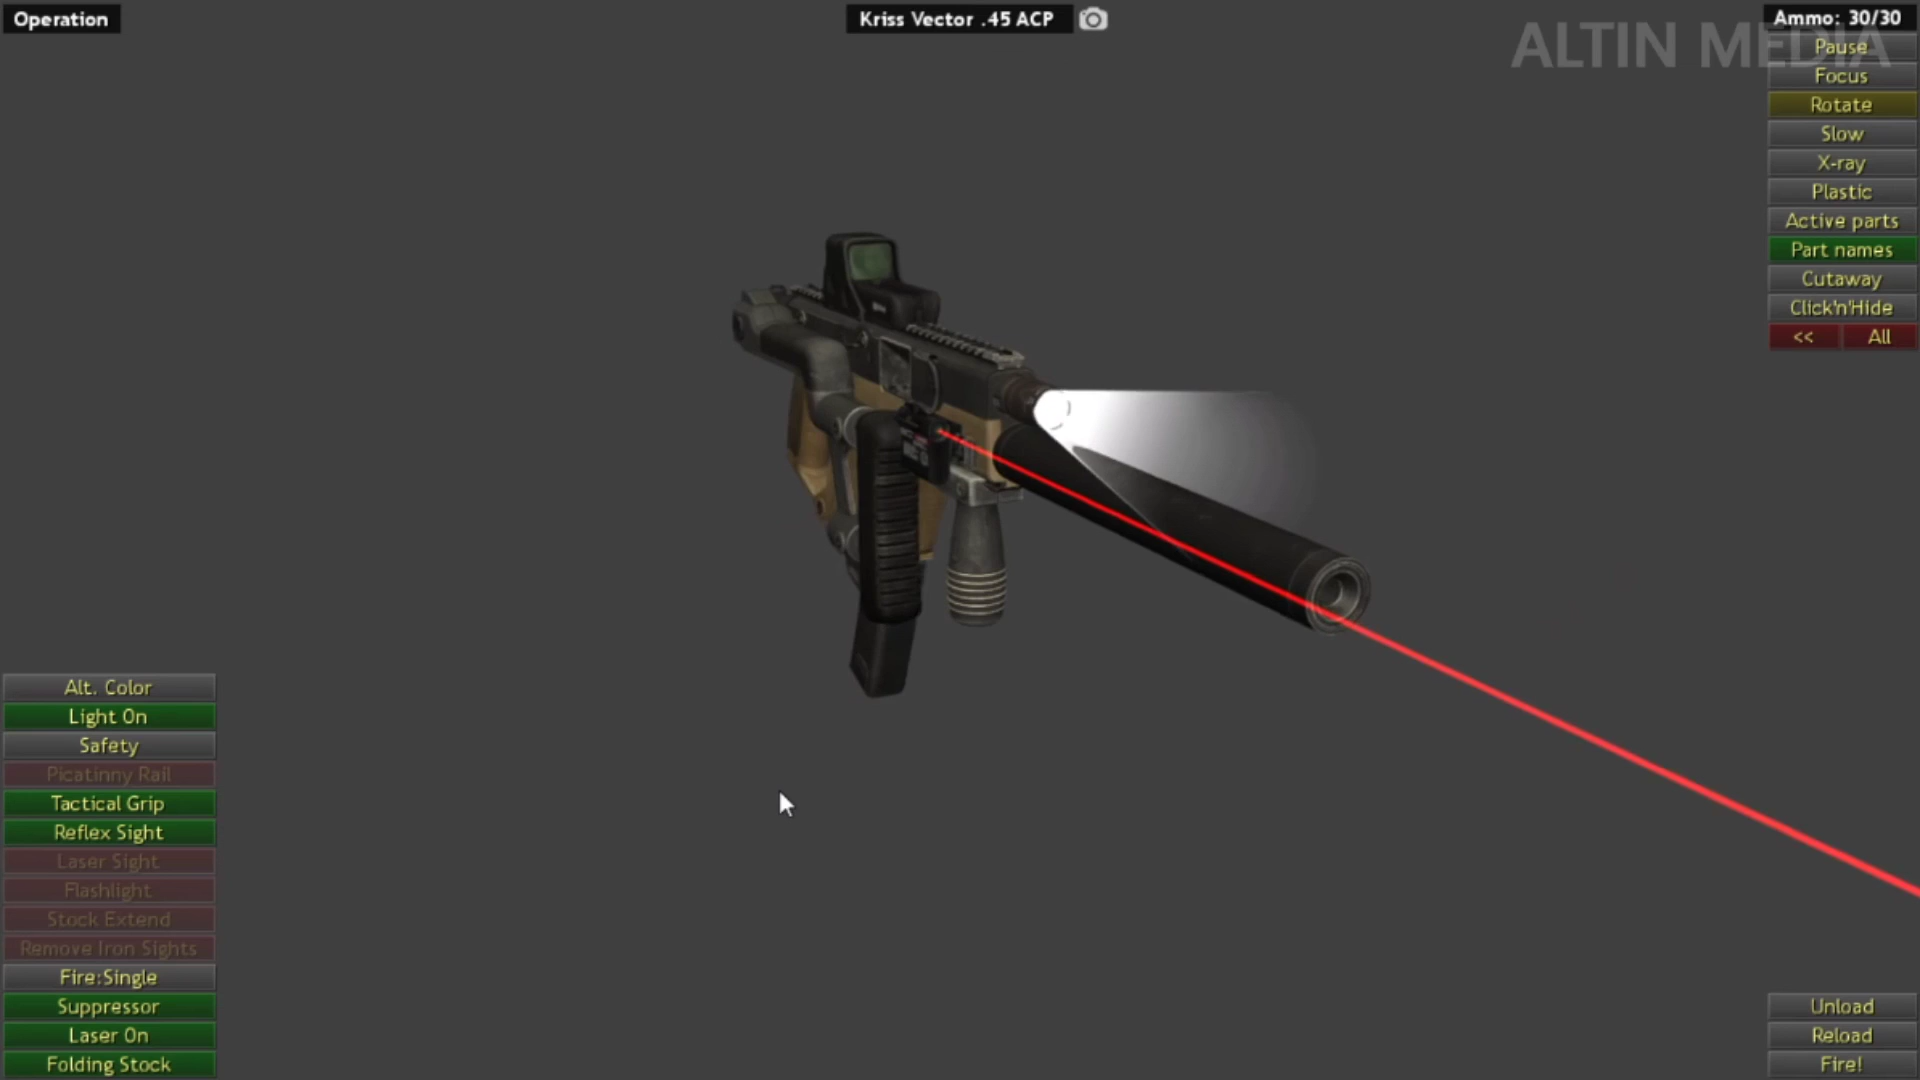 Operation
Kriss Vector .45 ACP
Ammo: 30/30
ALTIN MEDIA
Pause
Focus
Rotate
Slow
X-ray
Plastic
Active parts
Part names
Cutaway
Click'n'Hide
<< All
Alt. Color
Light On
Safety
Picatinny Rail
Tactical Grip
Reflex Sight
Laser Sight
Flashlight
Stock Extend
Remove Iron Sights
Fire:Single
Suppressor
Laser On
Folding Stock
Unload
Reload
Fire!